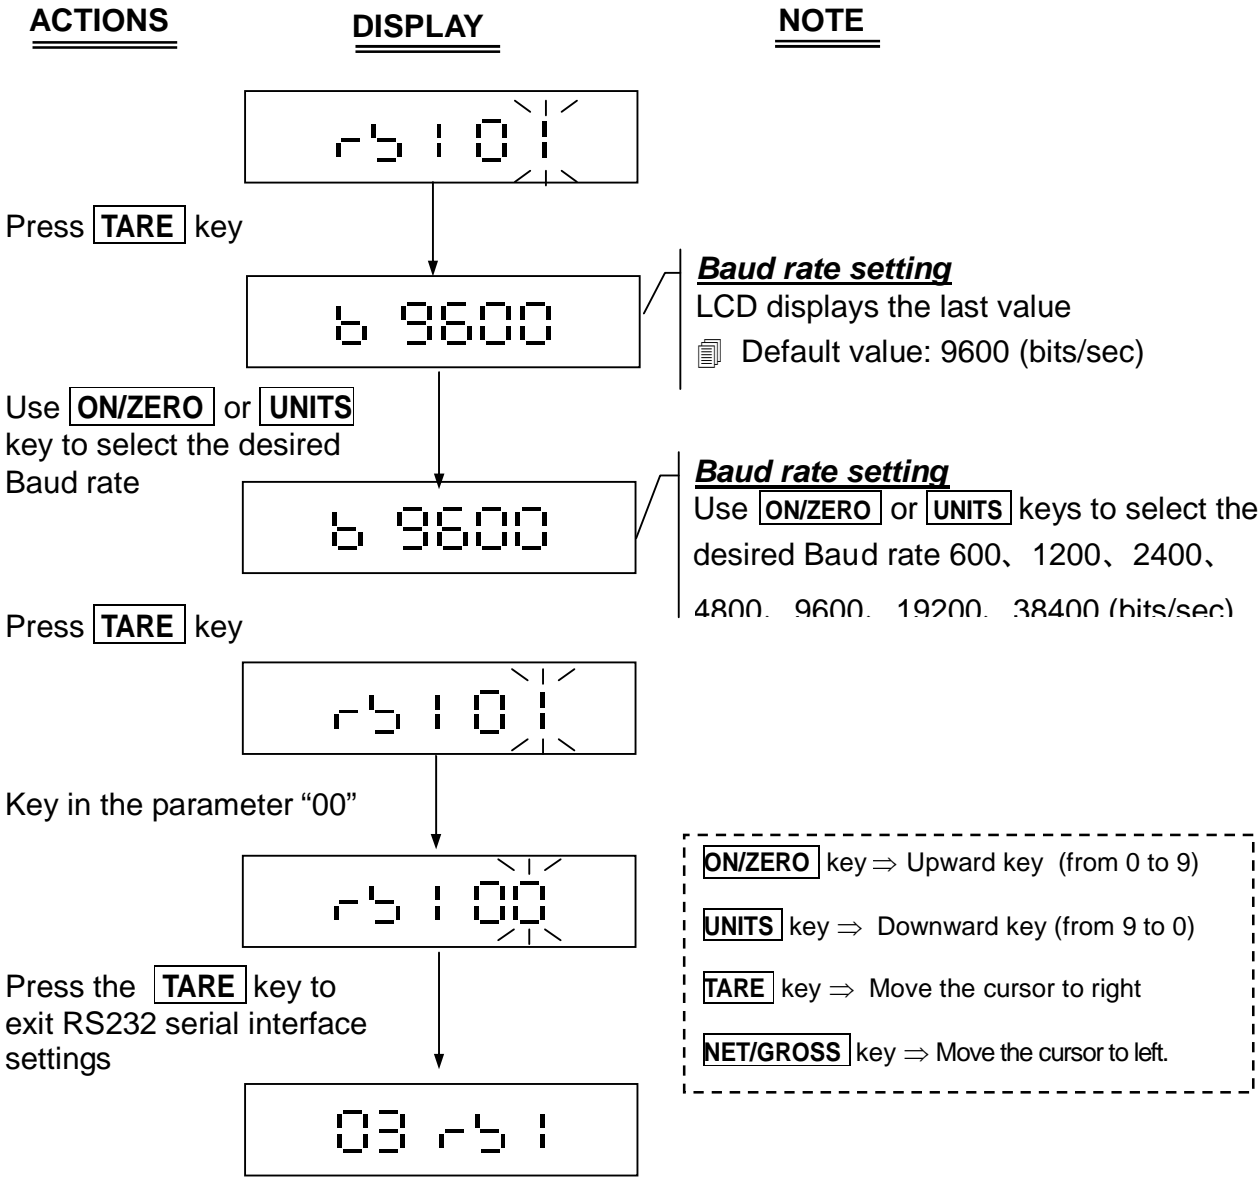 ACTIONS DISPLAY NOTE
rS101
Press TARE key
b 9600
Baud rate setting
LCD displays the last value
Default value: 9600 (bits/sec)
Use ON/ZERO or UNITS
key to select the desired
Baud rate
b 9600
Baud rate setting
Use ON/ZERO or UNITS keys to select the
desired Baud rate 600、1200、2400、
4800、9600、19200、38400 (bits/sec)
Press TARE key
rS101
Key in the parameter “00”
rS100
Press the TARE key to
exit RS232 serial interface
settings
03 rS1
ON/ZERO key ⇒ Upward key (from 0 to 9)
UNITS key ⇒ Downward key (from 9 to 0)
TARE key ⇒ Move the cursor to right
NET/GROSS key ⇒ Move the cursor to left.